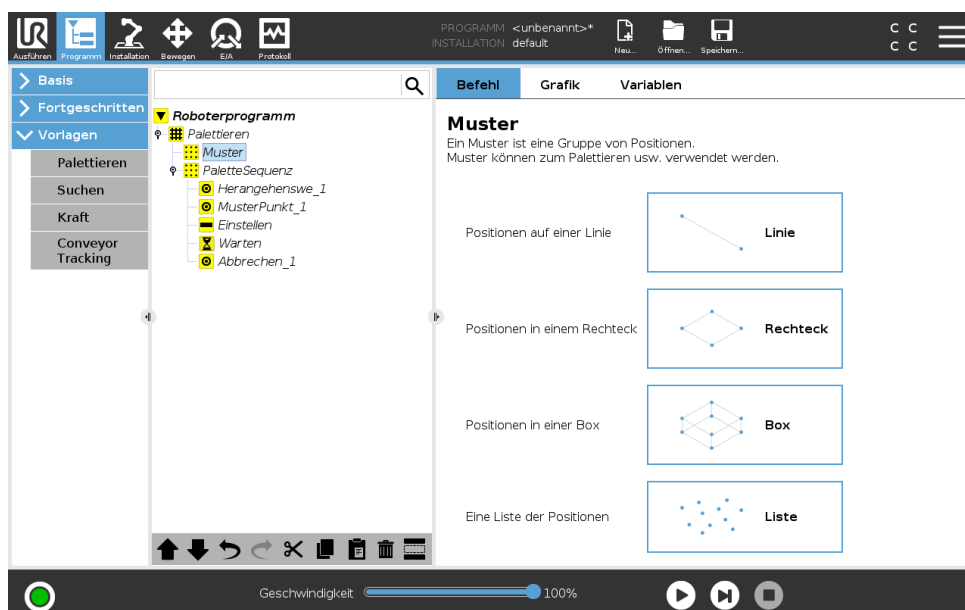 PROGRAMM <unbenannt>*
INSTALLATION default
Ausführen Programm Installation Bewegen E/A Protokoll
Neu... Öffnen... Speichern...
C C
C C
Basis
Fortgeschritten
Vorlagen
Palettieren
Suchen
Kraft
Conveyor
Tracking
Roboterprogramm
Palettieren
Muster
PaletteSequenz
Herangehenswe_1
MusterPunkt_1
Einstellen
Warten
Abbrechen_1
Befehl Grafik Variablen
Muster
Ein Muster ist eine Gruppe von Positionen.
Muster können zum Palettieren usw. verwendet werden.
Positionen auf einer Linie Linie
Positionen in einem Rechteck Rechteck
Positionen in einer Box Box
Eine Liste der Positionen Liste
Geschwindigkeit 100%